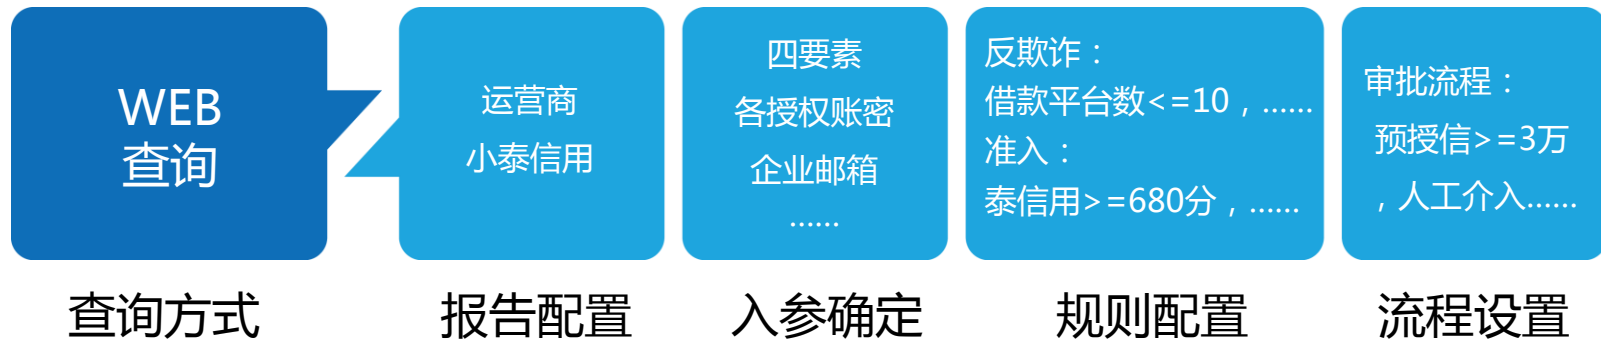 WEB
查询
运营商
小泰信用
四要素
各授权账密
企业邮箱
……
反欺诈：
借款平台数<=10，……
准入：
泰信用>=680分，……
审批流程：
预授信>=3万
，人工介入……
查询方式
报告配置
入参确定
规则配置
流程设置